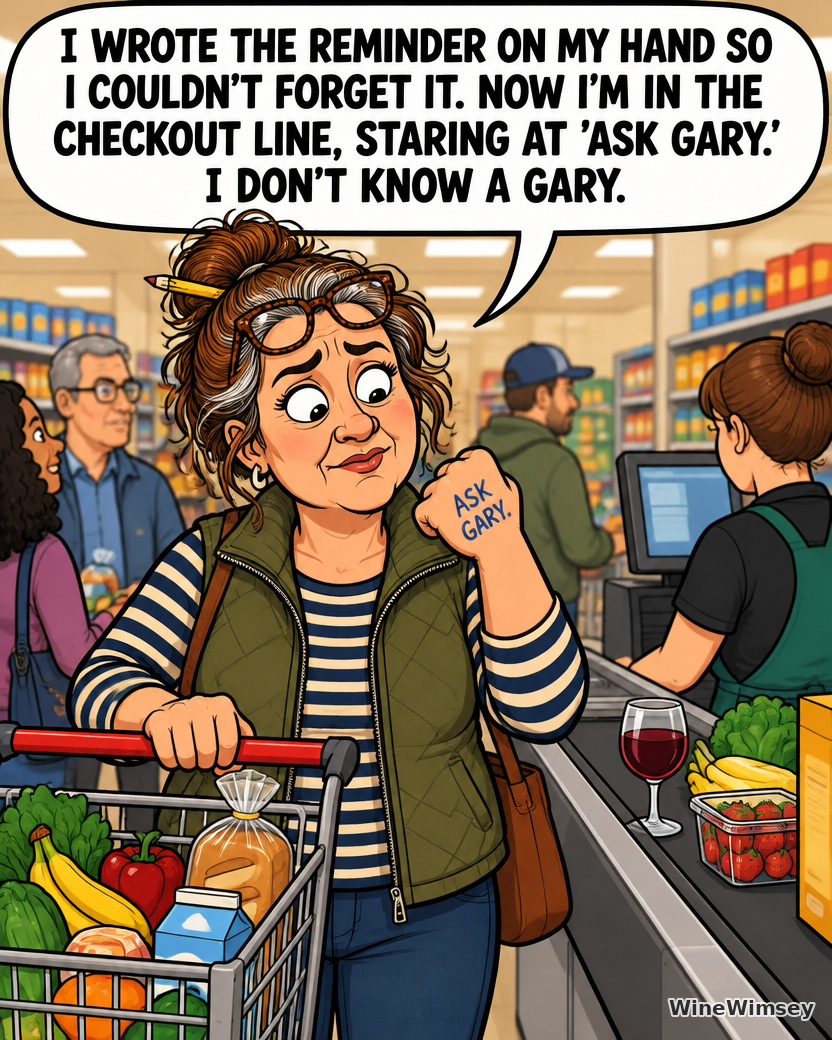 I WROTE THE REMINDER ON MY HAND SO
I COULDN'T FORGET IT. NOW I'M IN THE
CHECKOUT LINE, STARING AT 'ASK GARY.'
I DON'T KNOW A GARY.
ASK
GARY.
WineWimsey